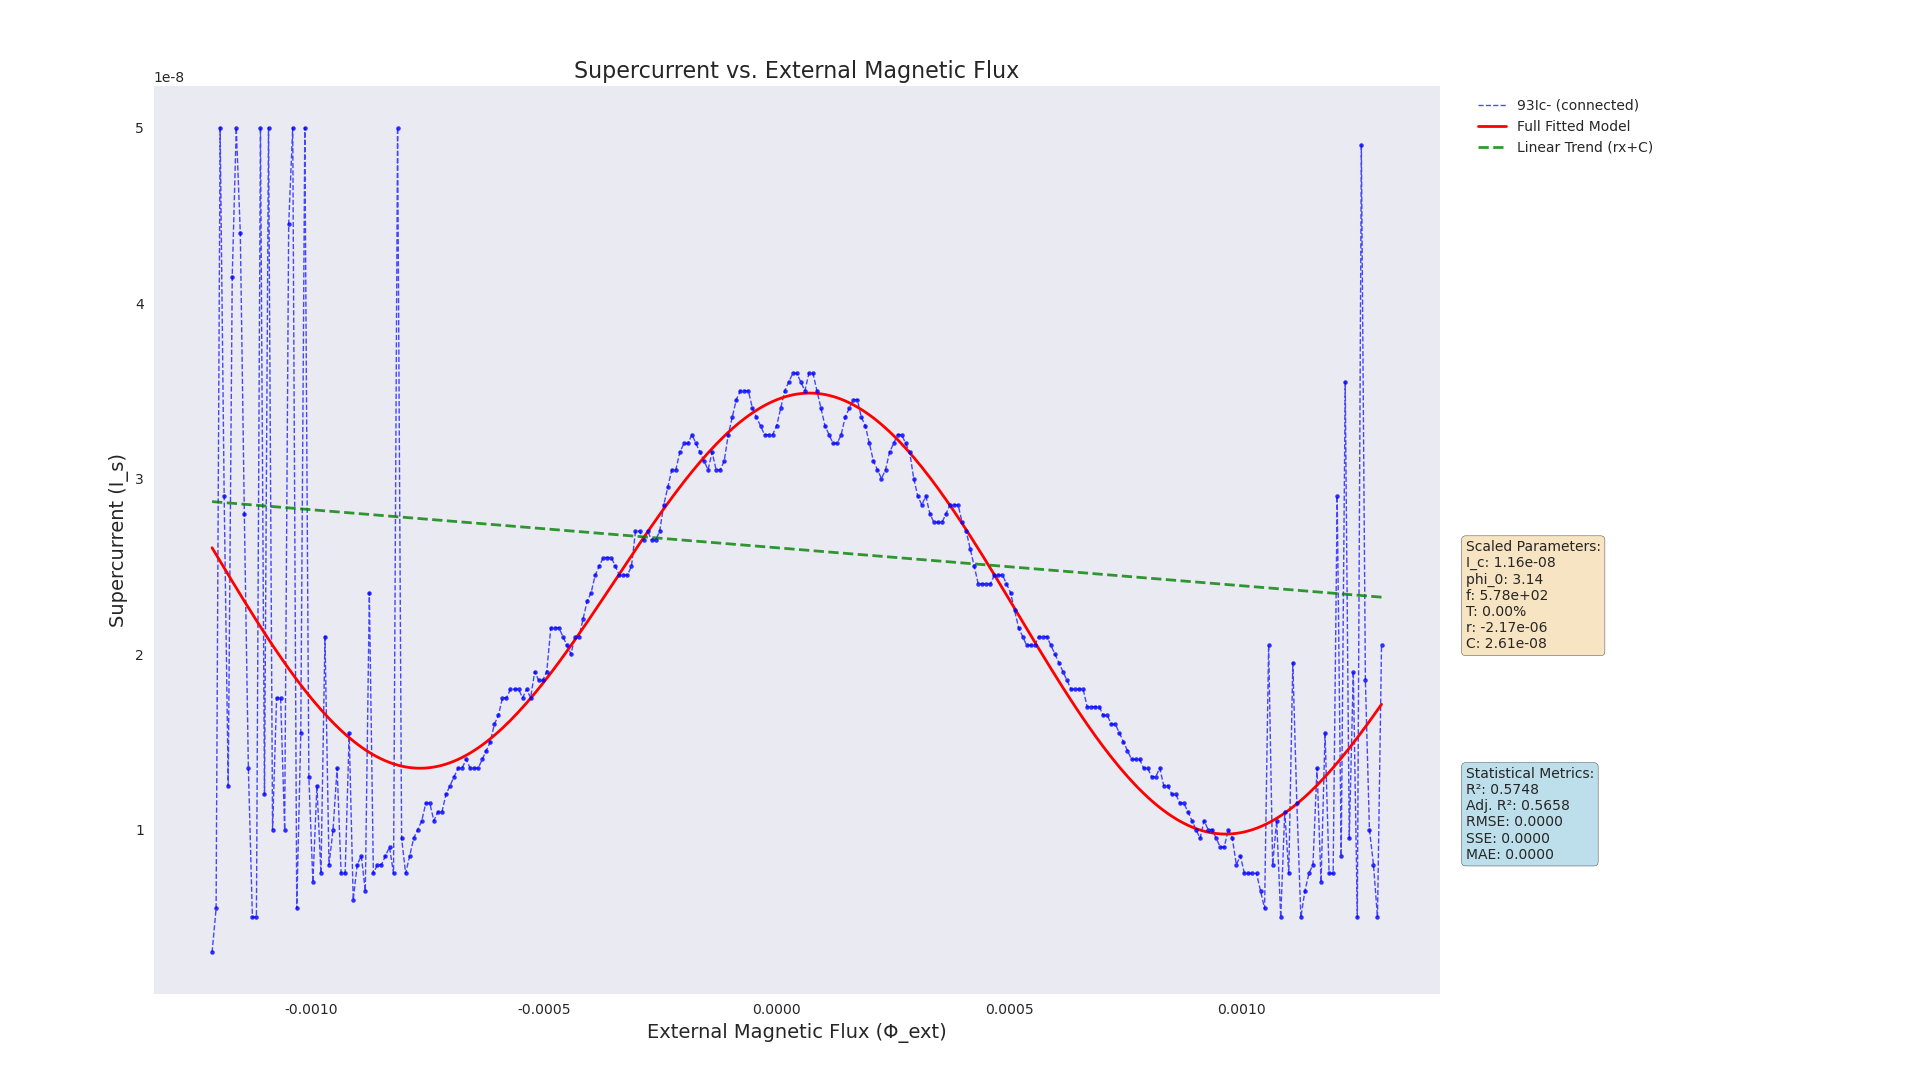 Supercurrent vs. External Magnetic Flux
1e-8
5
4
3
2
1
Supercurrent (I_s)
-0.0010
-0.0005
0.0000
0.0005
0.0010
External Magnetic Flux (Φ_ext)
93Ic- (connected)
Full Fitted Model
Linear Trend (rx+C)
Scaled Parameters:
I_c: 1.16e-08
phi_0: 3.14
f: 5.78e+02
T: 0.00%
r: -2.17e-06
C: 2.61e-08
Statistical Metrics:
R²: 0.5748
Adj. R²: 0.5658
RMSE: 0.0000
SSE: 0.0000
MAE: 0.0000